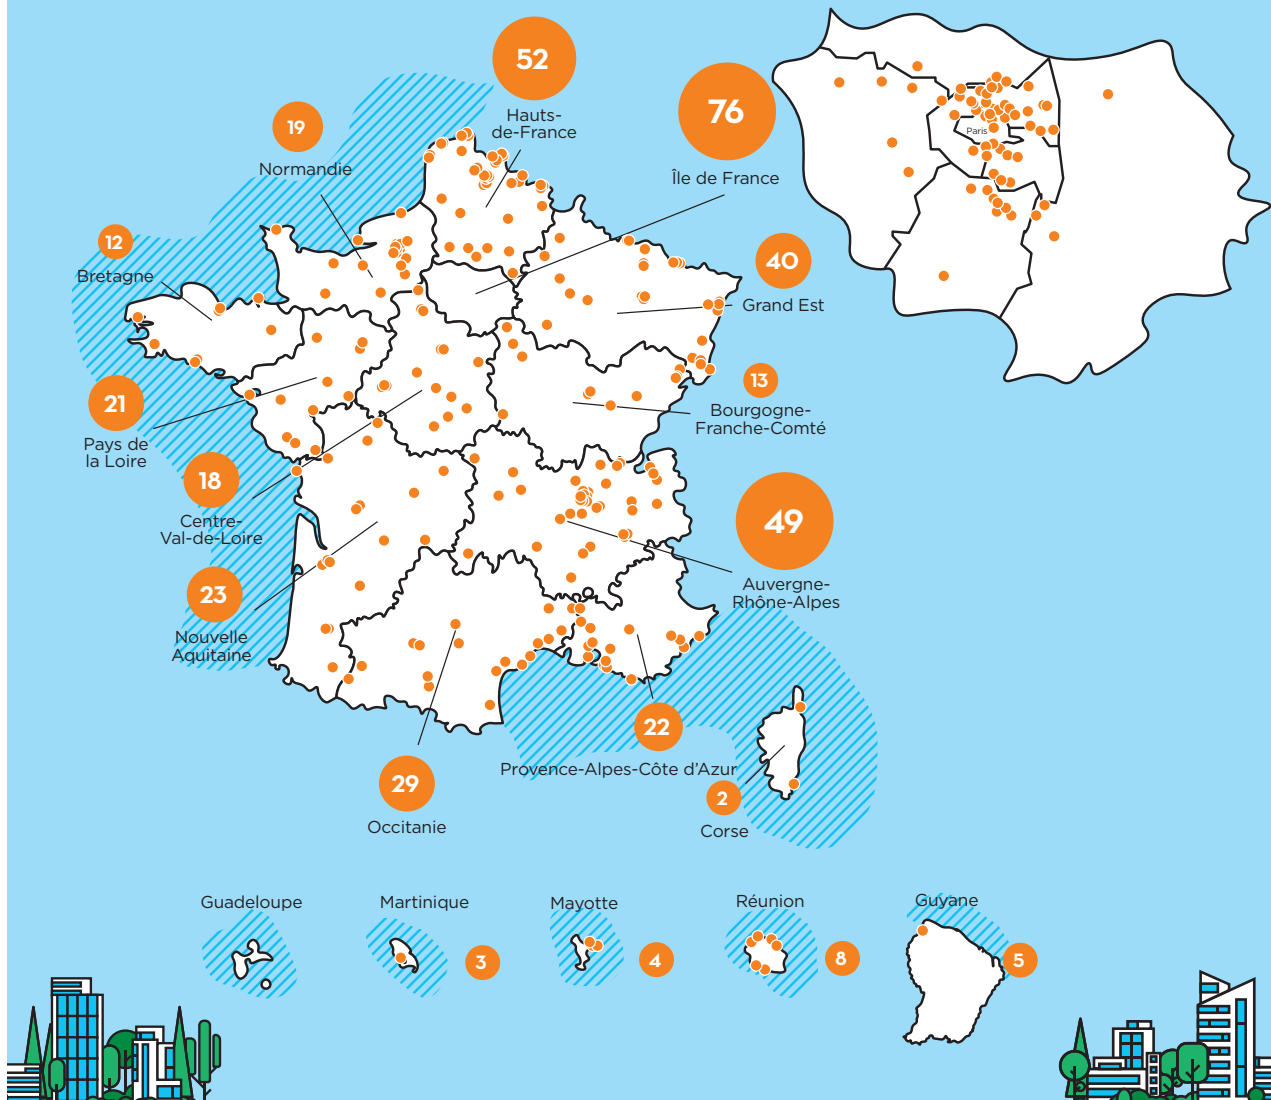 52
Hauts-
de-France
76
Île de France
Paris
19
Normandie
12
Bretagne
40
Grand Est
13
Bourgogne-
Franche-Comté
21
Pays de
la Loire
18
Centre-
Val-de-Loire
49
Auvergne-
Rhône-Alpes
23
Nouvelle
Aquitaine
22
Provence-Alpes-Côte d'Azur
29
Occitanie
2
Corse
Guadeloupe
Martinique
3
Mayotte
4
Réunion
8
Guyane
5